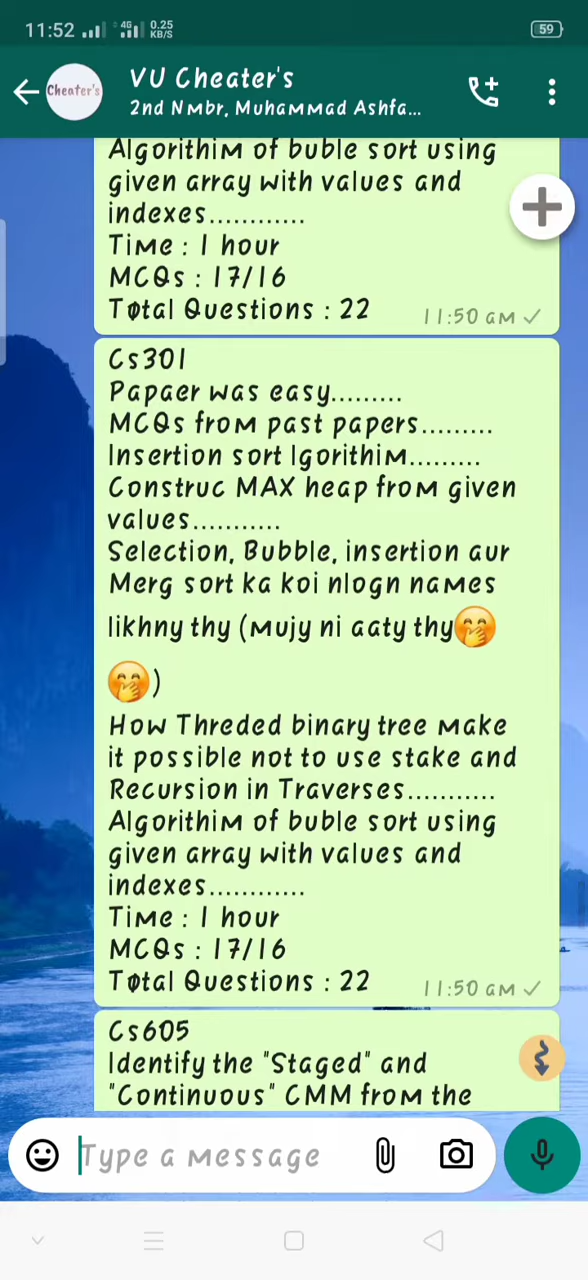 11:52 4G 0.25 KB/S 59
Cheater's
VU Cheater's
2nd Nmbr, Muhammad Ashfa...
Algorithim of buble sort using
given array with values and
indexes............
Time : 1 hour
MCQs : 17/16
Total Questions : 22
11:50 am
Cs301
Papaer was easy.........
MCQs from past papers.........
Insertion sort lgorithim.........
Construc MAX heap from given
values...........
Selection, Bubble, insertion aur
Merg sort ka koi nlogn names
likhny thy (mujy ni aaty thy🤭
🤭)
How Threded binary tree make
it possible not to use stake and
Recursion in Traverses...........
Algorithim of buble sort using
given array with values and
indexes............
Time : 1 hour
MCQs : 17/16
Total Questions : 22
11:50 am
Cs605
Identify the "Staged" and
"Continuous" CMM from the
Type a message